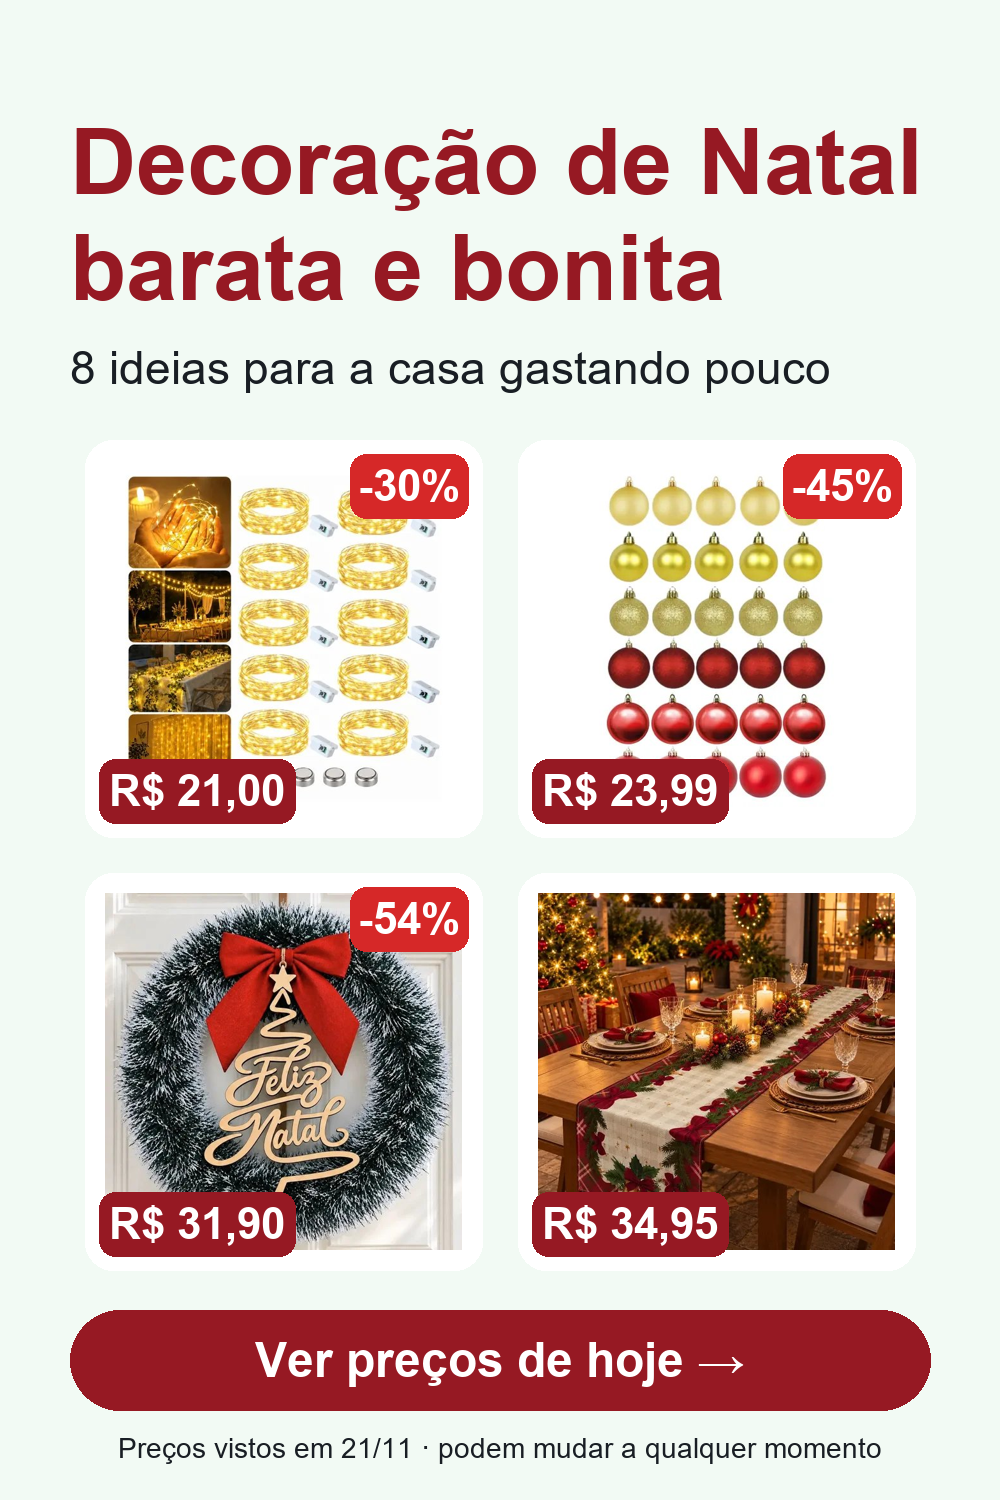 Decoração de Natal
barata e bonita
8 ideias para a casa gastando pouco
-30%
-45%
R$ 21,00
R$ 23,99
-54%
Feliz
Natal
R$ 31,90
R$ 34,95
Ver preços de hoje →
Preços vistos em 21/11 · podem mudar a qualquer momento